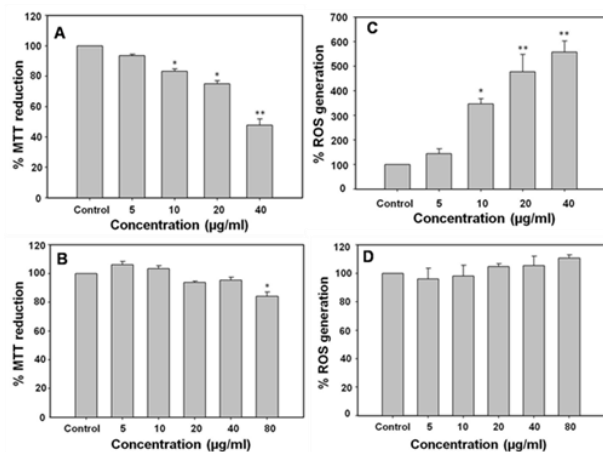 A
% MTT reduction
120
100
80
60
40
20
0
*
*
**
Control 5 10 20 40
Concentration (µg/ml)
C
% ROS generation
700
600
500
400
300
200
100
0
*
**
**
Control 5 10 20 40
Concentration (µg/ml)
B
% MTT reduction
120
100
80
60
40
20
0
*
Control 5 10 20 40 80
Concentration (µg/ml)
D
% ROS generation
120
100
80
60
40
20
0
Control 5 10 20 40 80
Concentration (µg/ml)